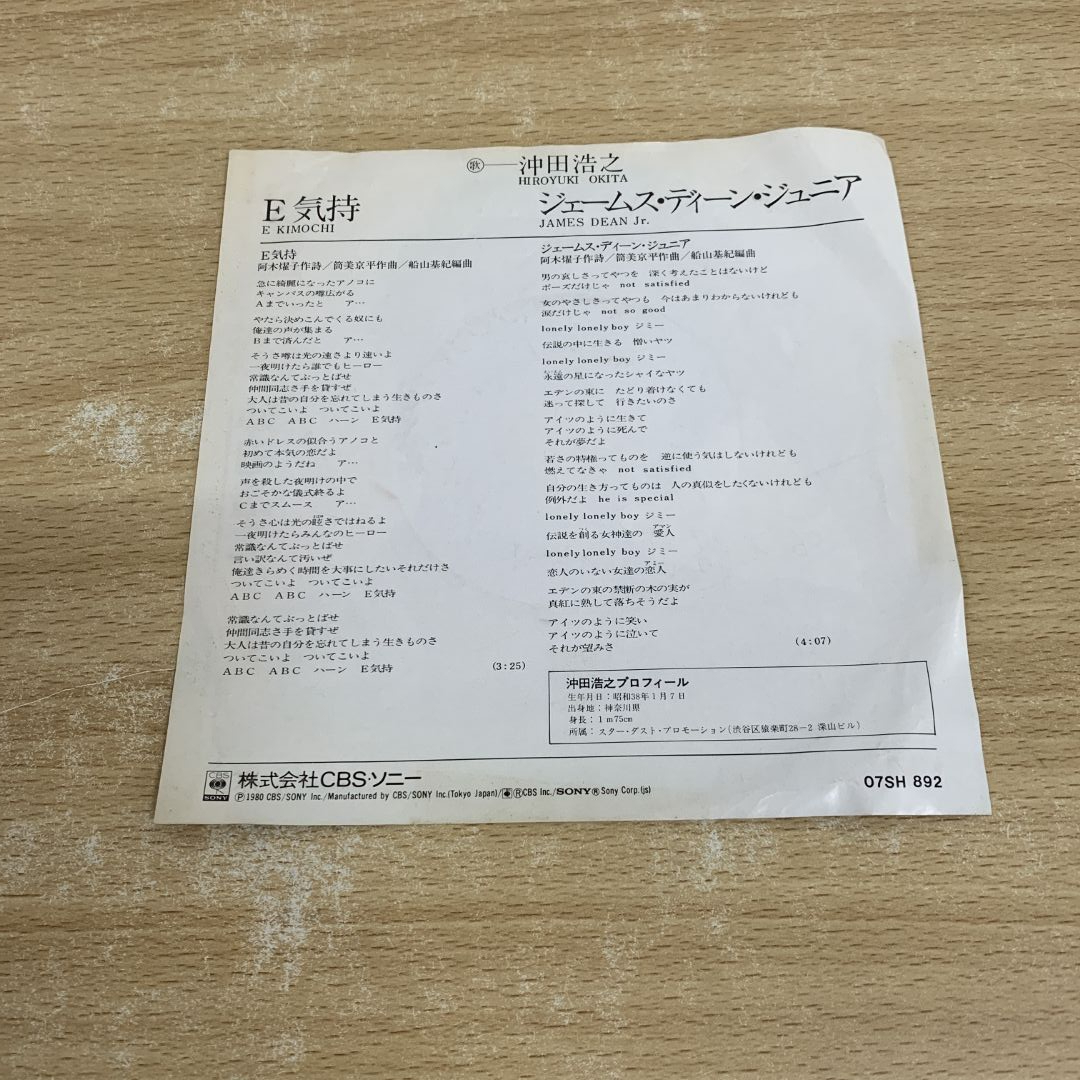 歌 沖田浩之
HIROYUKI OKITA
E気持
E KIMOCHI
E気持
阿木燿子作詩/筒美京平作曲/船山基紀編曲
急に綺麗になったアノコに
キャンパスの噂広がる
Aまでいったと ア…
やたら決めこんでくる奴にも
俺達の声が集まる
Bまで済んだと ア…
そうさ噂は光の速さより速いよ
一夜明けたら誰でもヒーロー
常識なんてぶっとばせ
仲間同志さ手を貸すぜ
大人は昔の自分を忘れてしまう生きものさ
ついてこいよ ついてこいよ
ABC ABC ハーン E気持
赤いドレスの似合うアノコと
初めて本気の恋だよ
映画のようだね ア…
声を殺した夜明けの中で
おごそかな儀式終るよ
Cまでスムース ア…
そうさ心は光の眩さではねるよ
一夜明けたらみんなのヒーロー
常識なんてぶっとばせ
言い訳なんて汚いぜ
俺達きらめく時間を大事にしたいそれだけさ
ついてこいよ ついてこいよ
ABC ABC ハーン E気持
常識なんてぶっとばせ
仲間同志さ手を貸すぜ
大人は昔の自分を忘れてしまう生きものさ
ついてこいよ ついてこいよ
ABC ABC ハーン E気持
(3:25)
ジェームス・ディーン・ジュニア
JAMES DEAN Jr.
ジェームス・ディーン・ジュニア
阿木燿子作詩/筒美京平作曲/船山基紀編曲
男の哀しさってやつを 深く考えたことはないけど
ポーズだけじゃ not satisfied
女のやさしさってやつも 今はあまりわからないけれども
涙だけじゃ not so good
lonely lonely boy ジミー
伝説の中に生きる 憎いヤツ
lonely lonely boy ジミー
永遠の星になったシャイなヤツ
エデンの東に たどり着けなくても
迷って探して 行きたいのさ
アイツのように生きて
アイツのように死んで
それが夢だよ
若さの特権ってものを 逆に使う気はしないけれども
燃えてなきゃ not satisfied
自分の生き方ってものは 人の真似をしたくないけれども
例外だよ he is special
lonely lonely boy ジミー
伝説を創る女神達の 愛人
アマン
lonely lonely boy ジミー
恋人のいない女達の恋人
アミー
エデンの東の禁断の木の実が
真紅に熟して落ちそうだよ
アイツのように笑い
アイツのように泣いて
それが望みさ
(4:07)
沖田浩之プロフィール
生年月日:昭和38年1月7日
出身地:神奈川県
身長:1m75cm
所属:スター・ダスト・プロモーション(渋谷区猿楽町28-2 深山ビル)
CBS
SONY
株式会社CBS・ソニー
Ⓟ1980 CBS/SONY Inc./Manufactured by CBS/SONY Inc.(Tokyo Japan)/ⓇCBS Inc./SONY Ⓡ Sony Corp.(js)
07SH 892